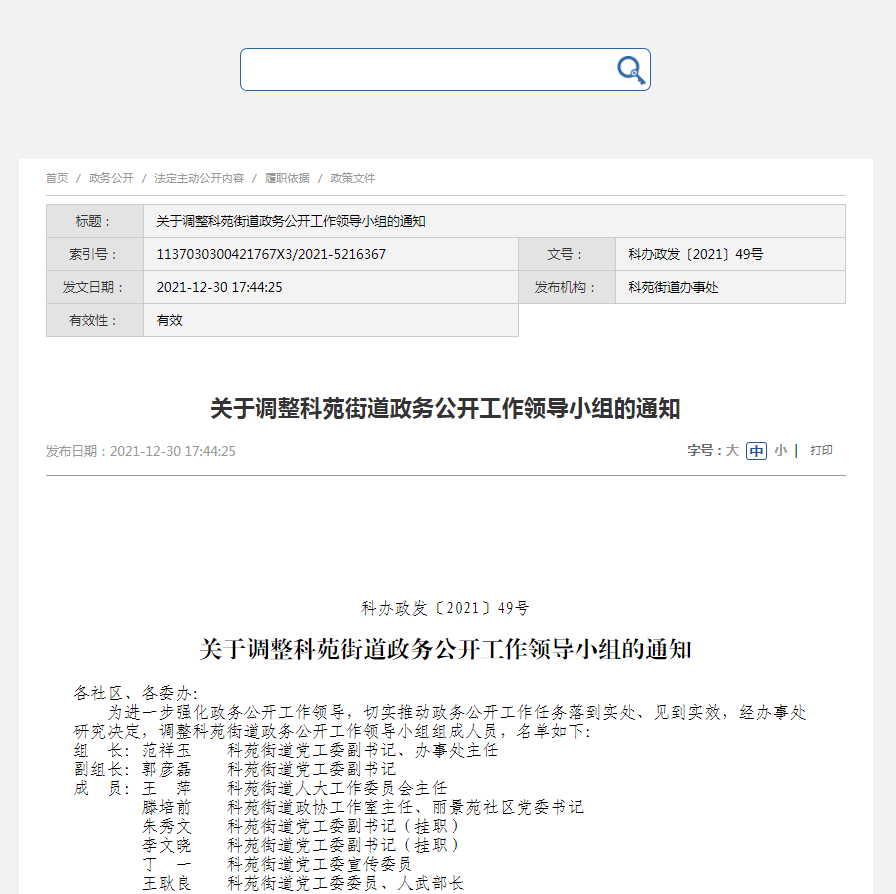 首页 / 政务公开 / 法定主动公开内容 / 履职依据 / 政策文件
标题： 关于调整科苑街道政务公开工作领导小组的通知
索引号： 1137030300421767X3/2021-5216367 文号： 科办政发〔2021〕49号
发文日期： 2021-12-30 17:44:25 发布机构： 科苑街道办事处
有效性： 有效
关于调整科苑街道政务公开工作领导小组的通知
发布日期：2021-12-30 17:44:25 字号：大 中 小 | 打印
科办政发〔2021〕49号
关于调整科苑街道政务公开工作领导小组的通知
各社区、各委办：
为进一步强化政务公开工作领导，切实推动政务公开工作任务落到实处、见到实效，经办事处
研究决定，调整科苑街道政务公开工作领导小组组成人员，名单如下：
组 长：范祥玉 科苑街道党工委副书记、办事处主任
副组长：郭彦磊 科苑街道党工委副书记
成 员：王 萍 科苑街道人大工作委员会主任
滕培前 科苑街道政协工作室主任、丽景苑社区党委书记
朱秀文 科苑街道党工委副书记（挂职）
李文晓 科苑街道党工委副书记（挂职）
丁 一 科苑街道党工委宣传委员
王耿良 科苑街道党工委委员、人武部长